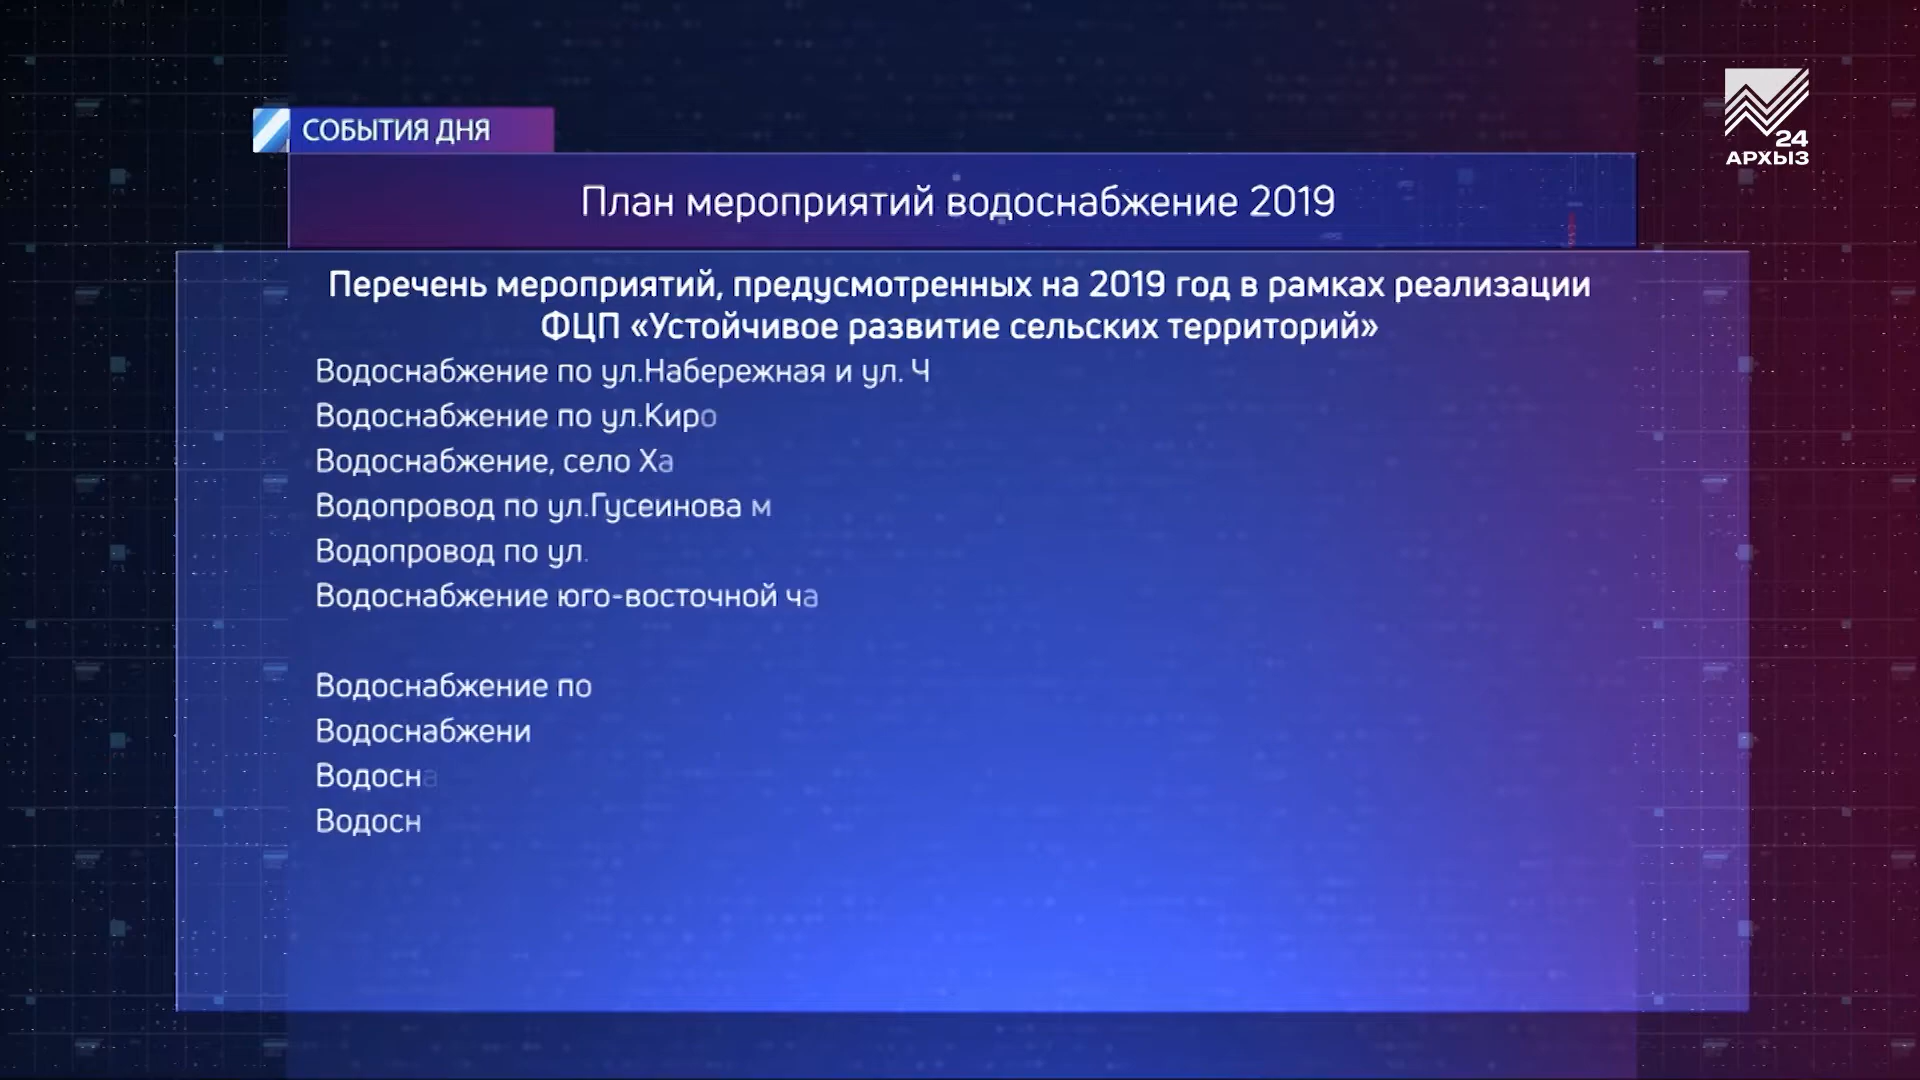 СОБЫТИЯ ДНЯ
24
АРХЫЗ
План мероприятий водоснабжение 2019
Перечень мероприятий, предусмотренных на 2019 год в рамках реализации
ФЦП «Устойчивое развитие сельских территорий»
Водоснабжение по ул.Набережная и ул. Ч
Водоснабжение по ул.Киро
Водоснабжение, село Ха
Водопровод по ул.Гусеинова м
Водопровод по ул.
Водоснабжение юго-восточной ча
Водоснабжение по
Водоснабжени
Водосна
Водосн